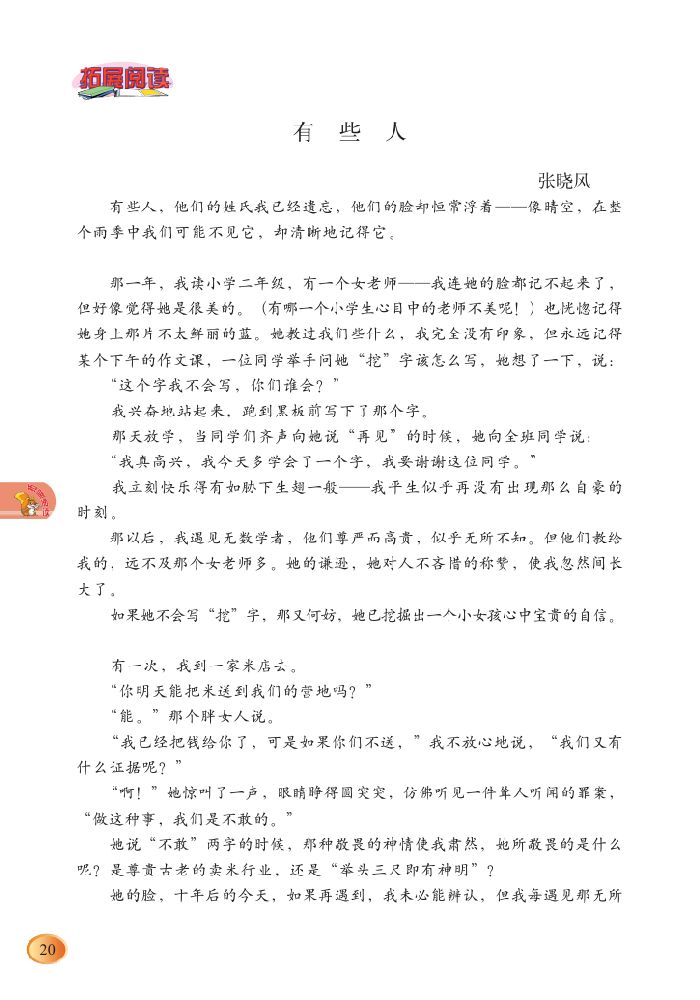 拓展阅读
有 些 人
张晓风
有些人，他们的姓氏我已经遗忘，他们的脸却恒常浮着——像晴空，在整
个雨季中我们可能不见它，却清晰地记得它。
那一年，我读小学二年级，有一个女老师——我连她的脸都记不起来了，
但好像觉得她是很美的。（有哪一个小学生心目中的老师不美呢！）也恍惚记得
她身上那片不太鲜丽的蓝。她教过我们些什么，我完全没有印象，但永远记得
某个下午的作文课，一位同学举手问她“挖”字该怎么写，她想了一下，说：
“这个字我不会写，你们谁会？”
我兴奋地站起来，跑到黑板前写下了那个字。
那天放学，当同学们齐声向她说“再见”的时候，她向全班同学说：
“我真高兴，我今天多学会了一个字，我要谢谢这位同学。”
我立刻快乐得有如胁下生翅一般——我平生似乎再没有出现那么自豪的
时刻。
那以后，我遇见无数学者，他们尊严而高贵，似乎无所不知。但他们教给
我的，远不及那个女老师多。她的谦逊，她对人不吝惜的称赞，使我忽然间长
大了。
如果她不会写“挖”字，那又何妨，她已挖掘出一个小女孩心中宝贵的自信。
有一次，我到一家米店去。
“你明天能把米送到我们的营地吗？”
“能。”那个胖女人说。
“我已经把钱给你了，可是如果你们不送，”我不放心地说，“我们又有
什么证据呢？”
“啊！”她惊叫了一声，眼睛睁得圆突突，仿佛听见一件耸人听闻的罪案，
“做这种事，我们是不敢的。”
她说“不敢”两字的时候，那种敬畏的神情使我肃然，她所敬畏的是什么
呢？是尊贵古老的卖米行业，还是“举头三尺即有神明”？
她的脸，十年后的今天，如果再遇到，我未必能辨认，但我每遇见那无所
20